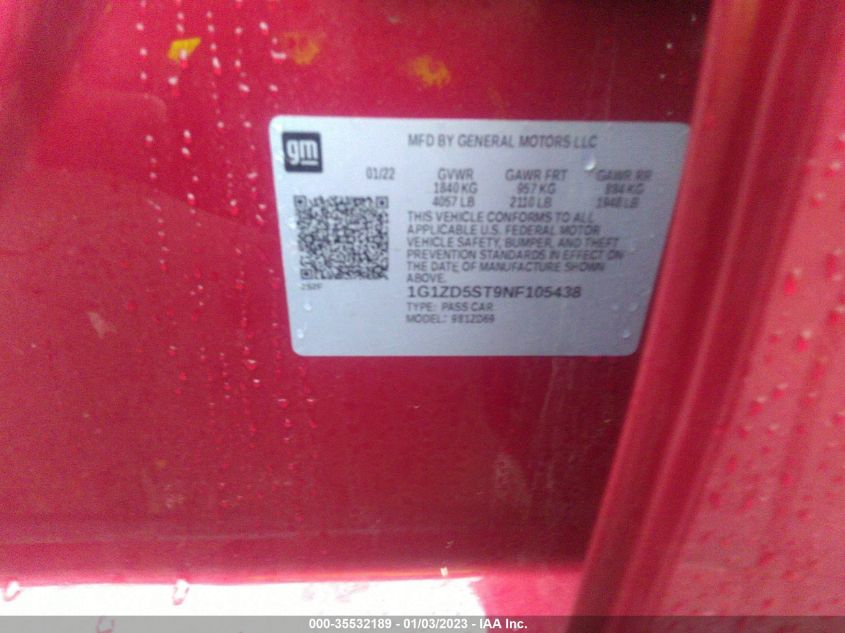 gm
MFD BY GENERAL MOTORS LLC
01/22 GVWR GAWR FRT GAWR RR
1840 KG 957 KG 884 KG
4057 LB 2110 LB 1948 LB
THIS VEHICLE CONFORMS TO ALL
APPLICABLE U.S. FEDERAL MOTOR
VEHICLE SAFETY, BUMPER, AND THEFT
PREVENTION STANDARDS IN EFFECT ON
THE DATE OF MANUFACTURE SHOWN
ABOVE.
1G1ZD5ST9NF105438
TYPE: PASS CAR
MODEL:
000-35532189 - 01/03/2023 - IAA Inc.